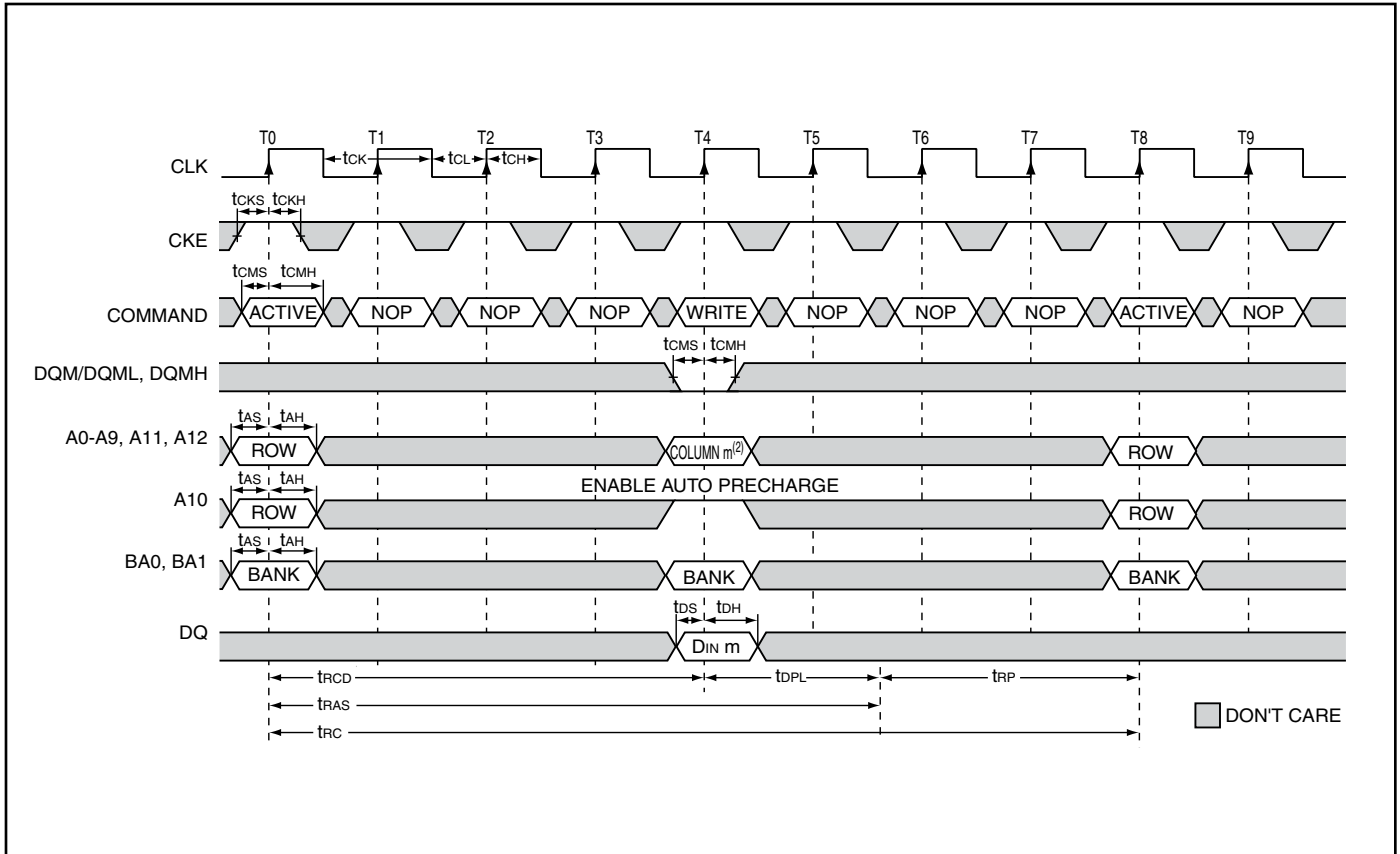 T0 T1 T2 T3 T4 T5 T6 T7 T8 T9
CLK
tCK tCL tCH
tCKS tCKH
CKE
tCMS tCMH
COMMAND ACTIVE NOP NOP NOP WRITE NOP NOP NOP ACTIVE NOP
tCMS tCMH
DQM/DQML, DQMH
tAS tAH
A0-A9, A11, A12 ROW COLUMN m(2) ROW
tAS tAH ENABLE AUTO PRECHARGE
A10 ROW ROW
tAS tAH
BA0, BA1 BANK BANK BANK
tDS tDH
DQ DIN m
tRCD tDPL tRP
tRAS
tRC
DON'T CARE